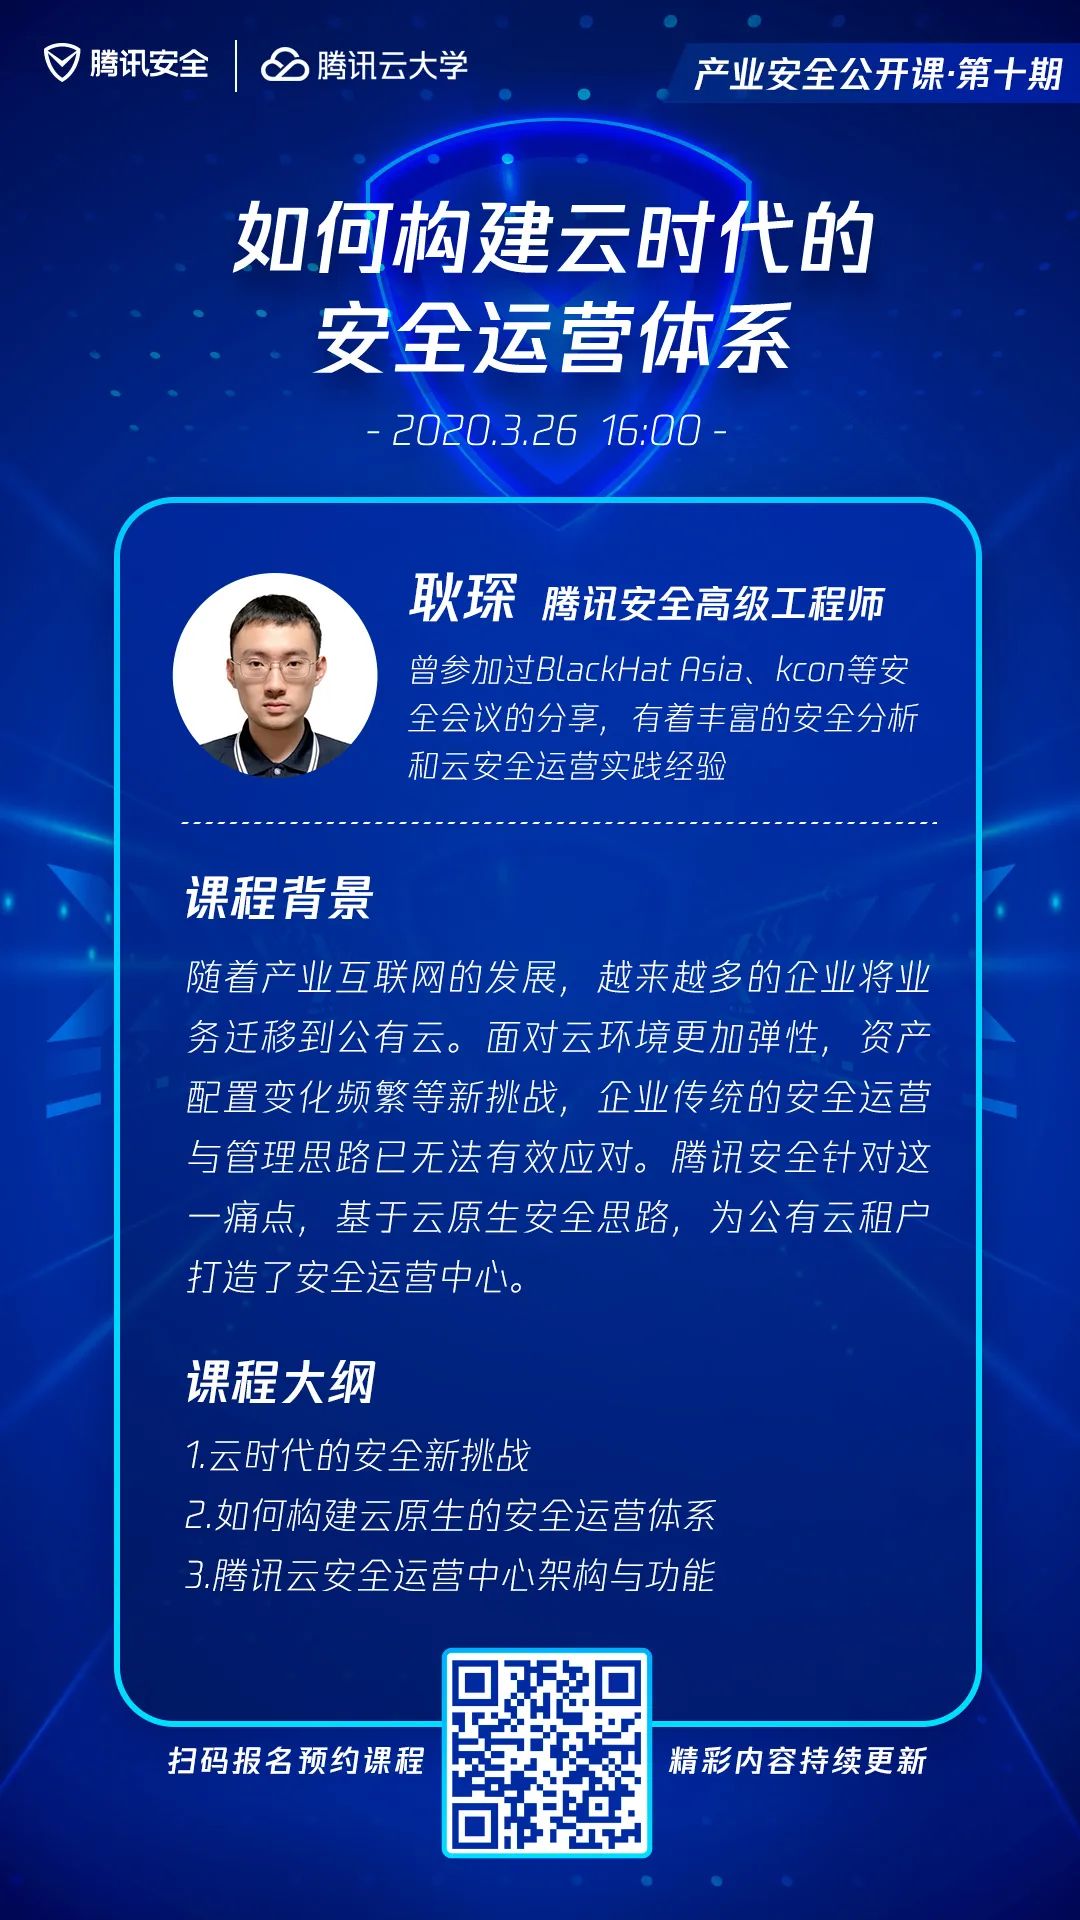 腾讯安全 腾讯云大学
产业安全公开课·第十期
如何构建云时代的
安全运营体系
- 2020.3.26 16:00 -
耿琛 腾讯安全高级工程师
曾参加过BlackHat Asia、kcon等安
全会议的分享，有着丰富的安全分析
和云安全运营实践经验
课程背景
随着产业互联网的发展，越来越多的企业将业
务迁移到公有云。面对云环境更加弹性，资产
配置变化频繁等新挑战，企业传统的安全运营
与管理思路已无法有效应对。腾讯安全针对这
一痛点，基于云原生安全思路，为公有云租户
打造了安全运营中心。
课程大纲
1.云时代的安全新挑战
2.如何构建云原生的安全运营体系
3.腾讯云安全运营中心架构与功能
扫码报名预约课程 精彩内容持续更新